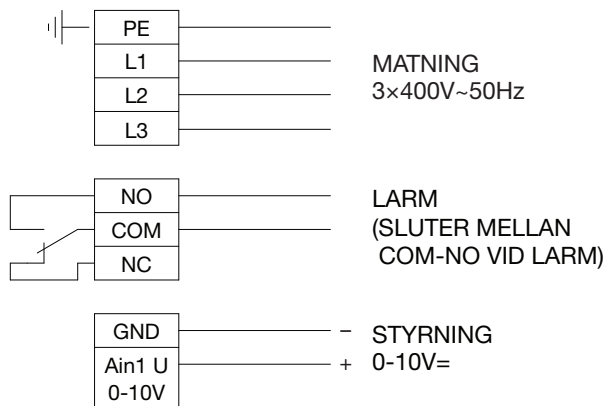 PE
L1
L2
L3
MATNING
3×400V~50Hz
NO
COM
NC
LARM
(SLUTER MELLAN
COM-NO VID LARM)
GND
Ain1 U
0-10V
− STYRNING
+ 0-10V=